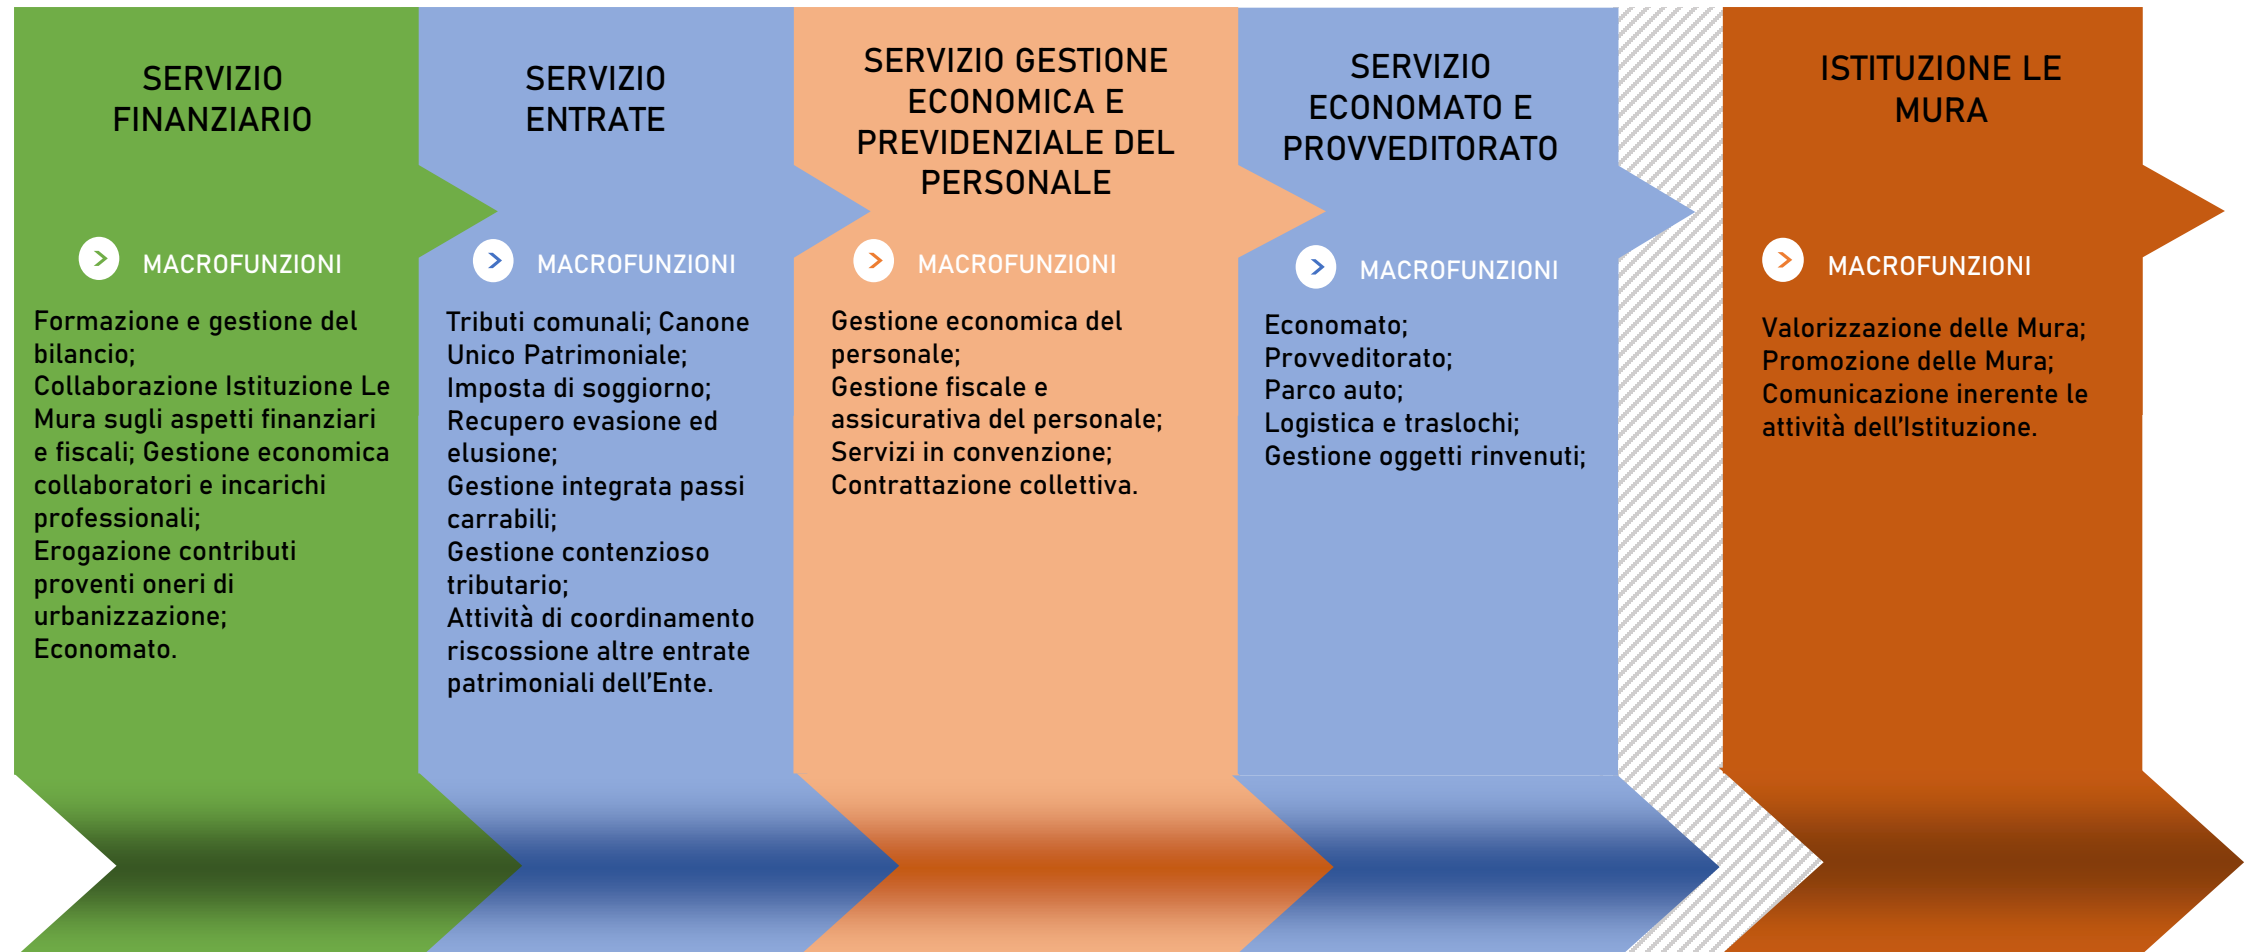 SERVIZIO
FINANZIARIO
MACROFUNZIONI
Formazione e gestione del
bilancio;
Collaborazione Istituzione Le
Mura sugli aspetti finanziari
e fiscali; Gestione economica
collaboratori e incarichi
professionali;
Erogazione contributi
proventi oneri di
urbanizzazione;
Economato.
SERVIZIO
ENTRATE
MACROFUNZIONI
Tributi comunali; Canone
Unico Patrimoniale;
Imposta di soggiorno;
Recupero evasione ed
elusione;
Gestione integrata passi
carrabili;
Gestione contenzioso
tributario;
Attività di coordinamento
riscossione altre entrate
patrimoniali dell'Ente.
SERVIZIO GESTIONE
ECONOMICA E
PREVIDENZIALE DEL
PERSONALE
MACROFUNZIONI
Gestione economica del
personale;
Gestione fiscale e
assicurativa del personale;
Servizi in convenzione;
Contrattazione collettiva.
SERVIZIO
ECONOMATO E
PROVVEDITORATO
MACROFUNZIONI
Economato;
Provveditorato;
Parco auto;
Logistica e traslochi;
Gestione oggetti rinvenuti;
ISTITUZIONE LE
MURA
MACROFUNZIONI
Valorizzazione delle Mura;
Promozione delle Mura;
Comunicazione inerente le
attività dell'Istituzione.